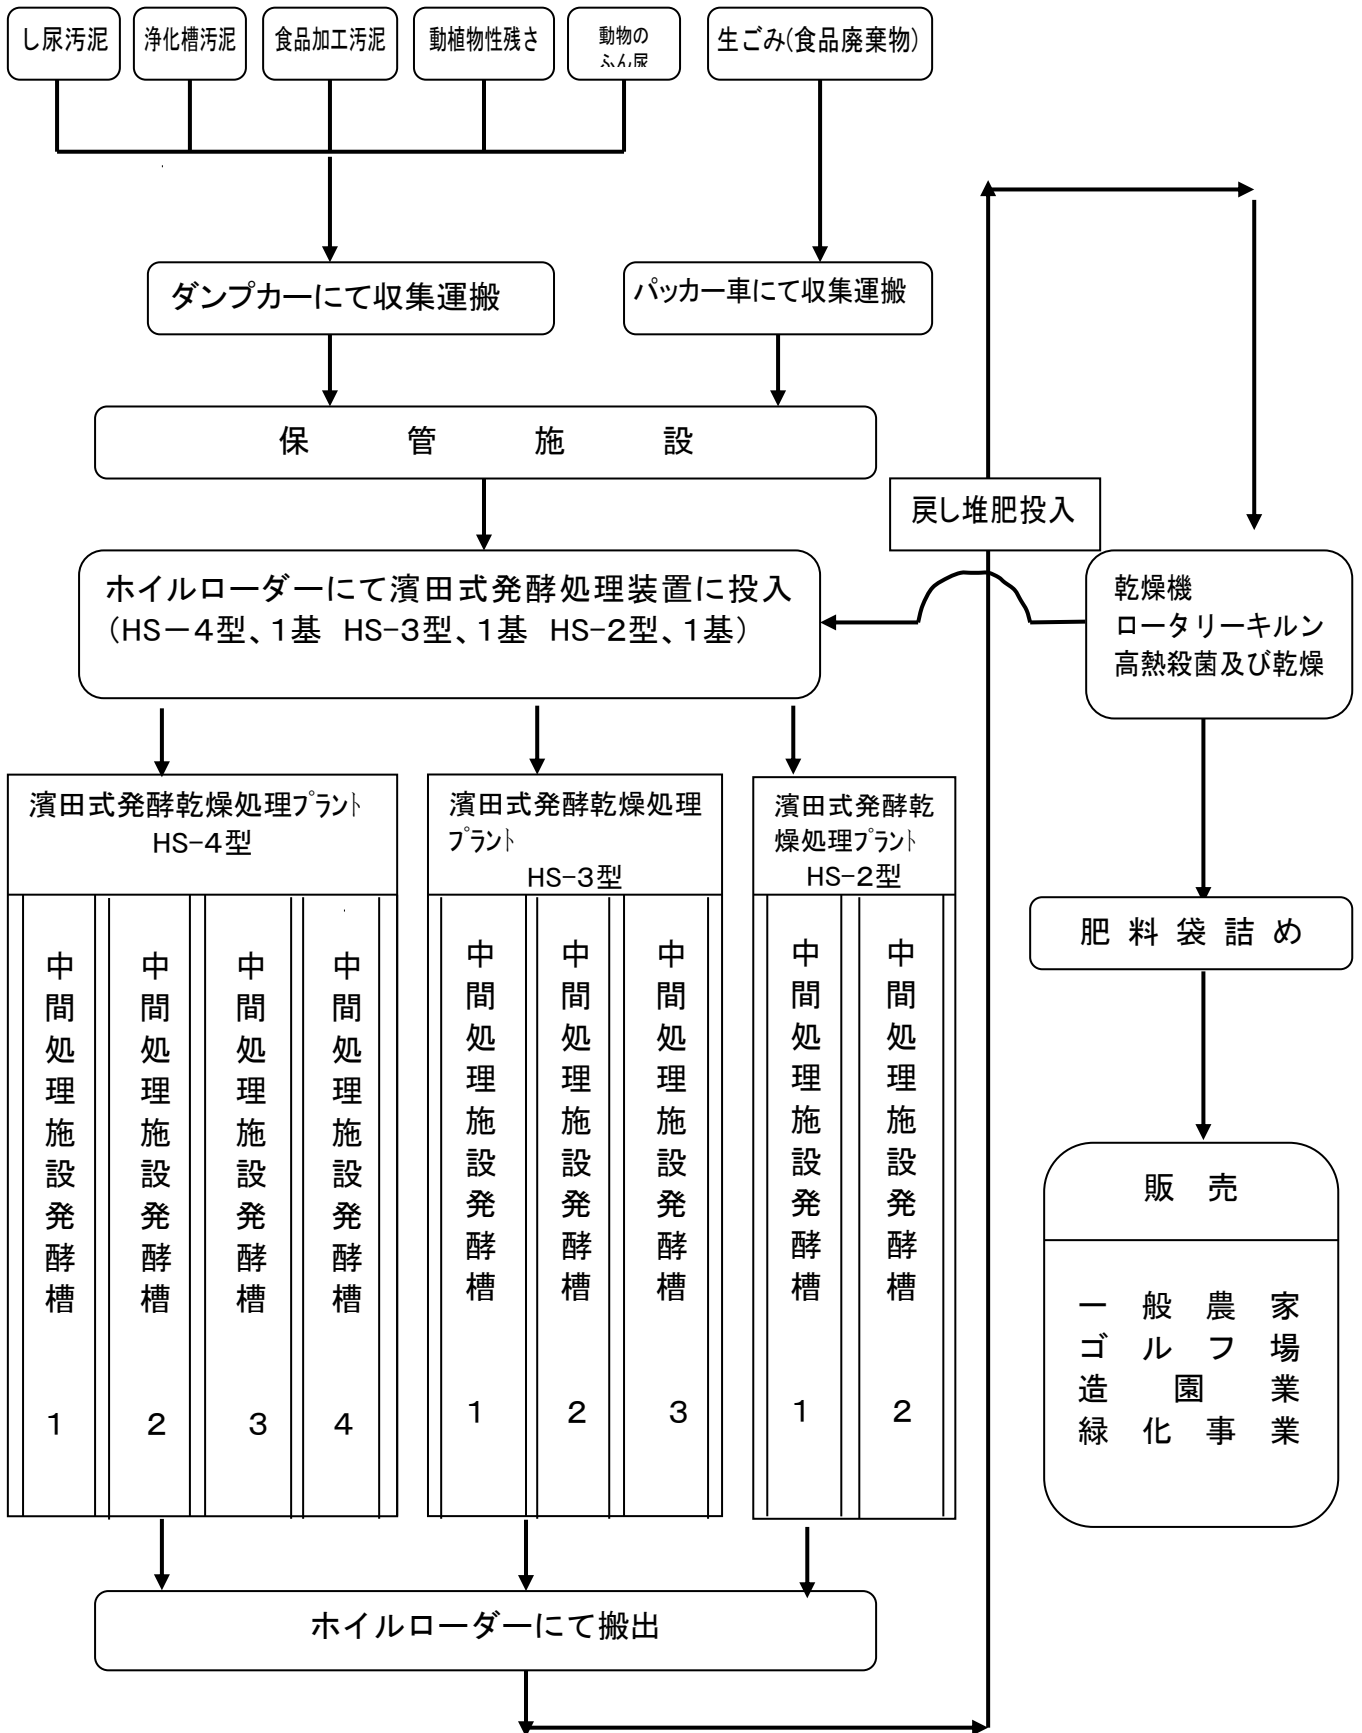 し尿汚泥
浄化槽汚泥
食品加工汚泥
動植物性残さ
動物の
ふん尿
生ごみ(食品廃棄物)
ダンプカーにて収集運搬
パッカー車にて収集運搬
保管施設
戻し堆肥投入
ホイルローダーにて濱田式発酵処理装置に投入
(HS－4型、1基 HS-3型、1基 HS-2型、1基)
乾燥機
ロータリーキルン
高熱殺菌及び乾燥
濱田式発酵乾燥処理プラント
HS-4型
濱田式発酵乾燥処理
プラント
HS-3型
濱田式発酵乾
燥処理プラント
HS-2型
中間処理施設発酵槽 1
中間処理施設発酵槽 2
中間処理施設発酵槽 3
中間処理施設発酵槽 4
中間処理施設発酵槽 1
中間処理施設発酵槽 2
中間処理施設発酵槽 3
中間処理施設発酵槽 1
中間処理施設発酵槽 2
肥料袋詰め
販売
一般農家
ゴルフ場
造園業
緑化事業
ホイルローダーにて搬出